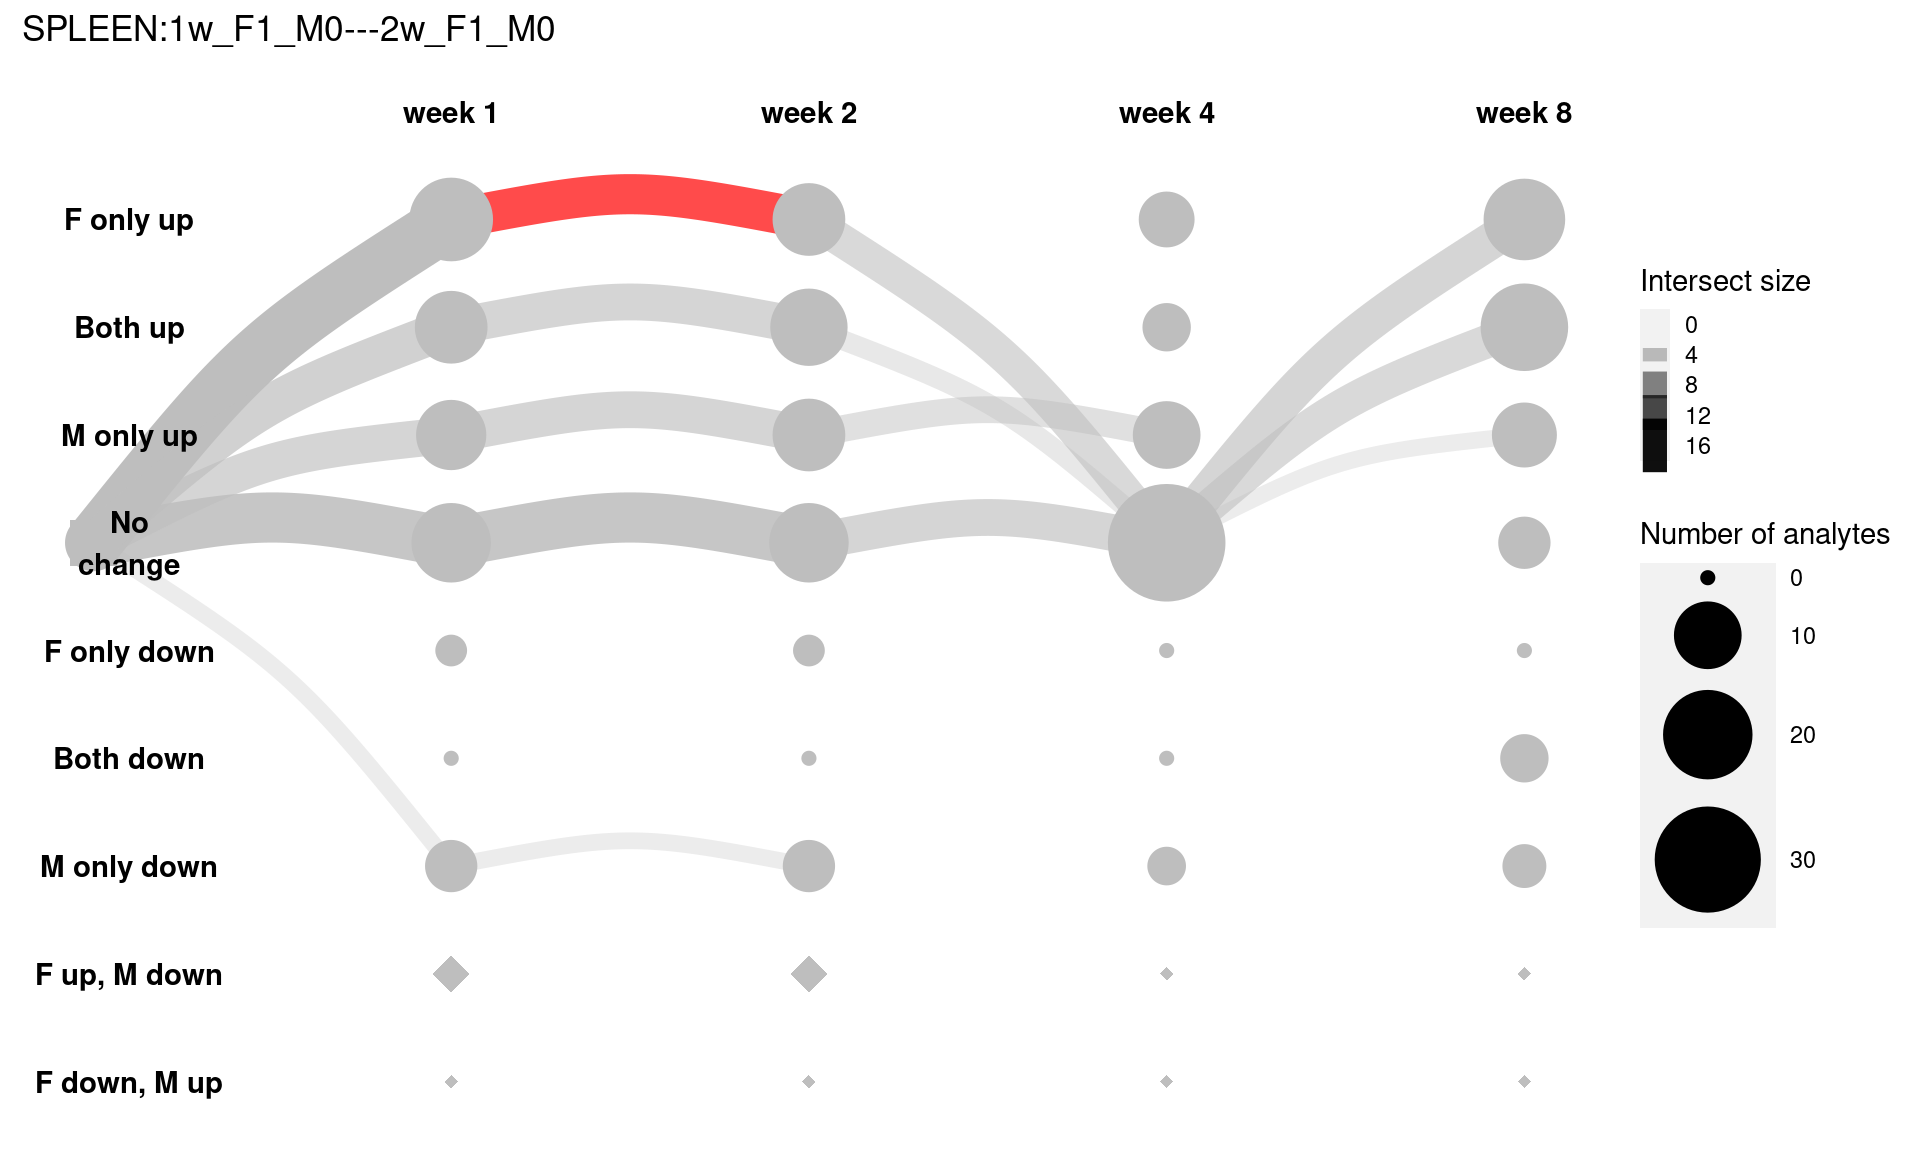 SPLEEN:1w_F1_M0---2w_F1_M0
week 1
week 2
week 4
week 8
F only up
Both up
M only up
No
change
F only down
Both down
M only down
F up, M down
F down, M up
Intersect size
0
4
8
12
16
Number of analytes
0
10
20
30